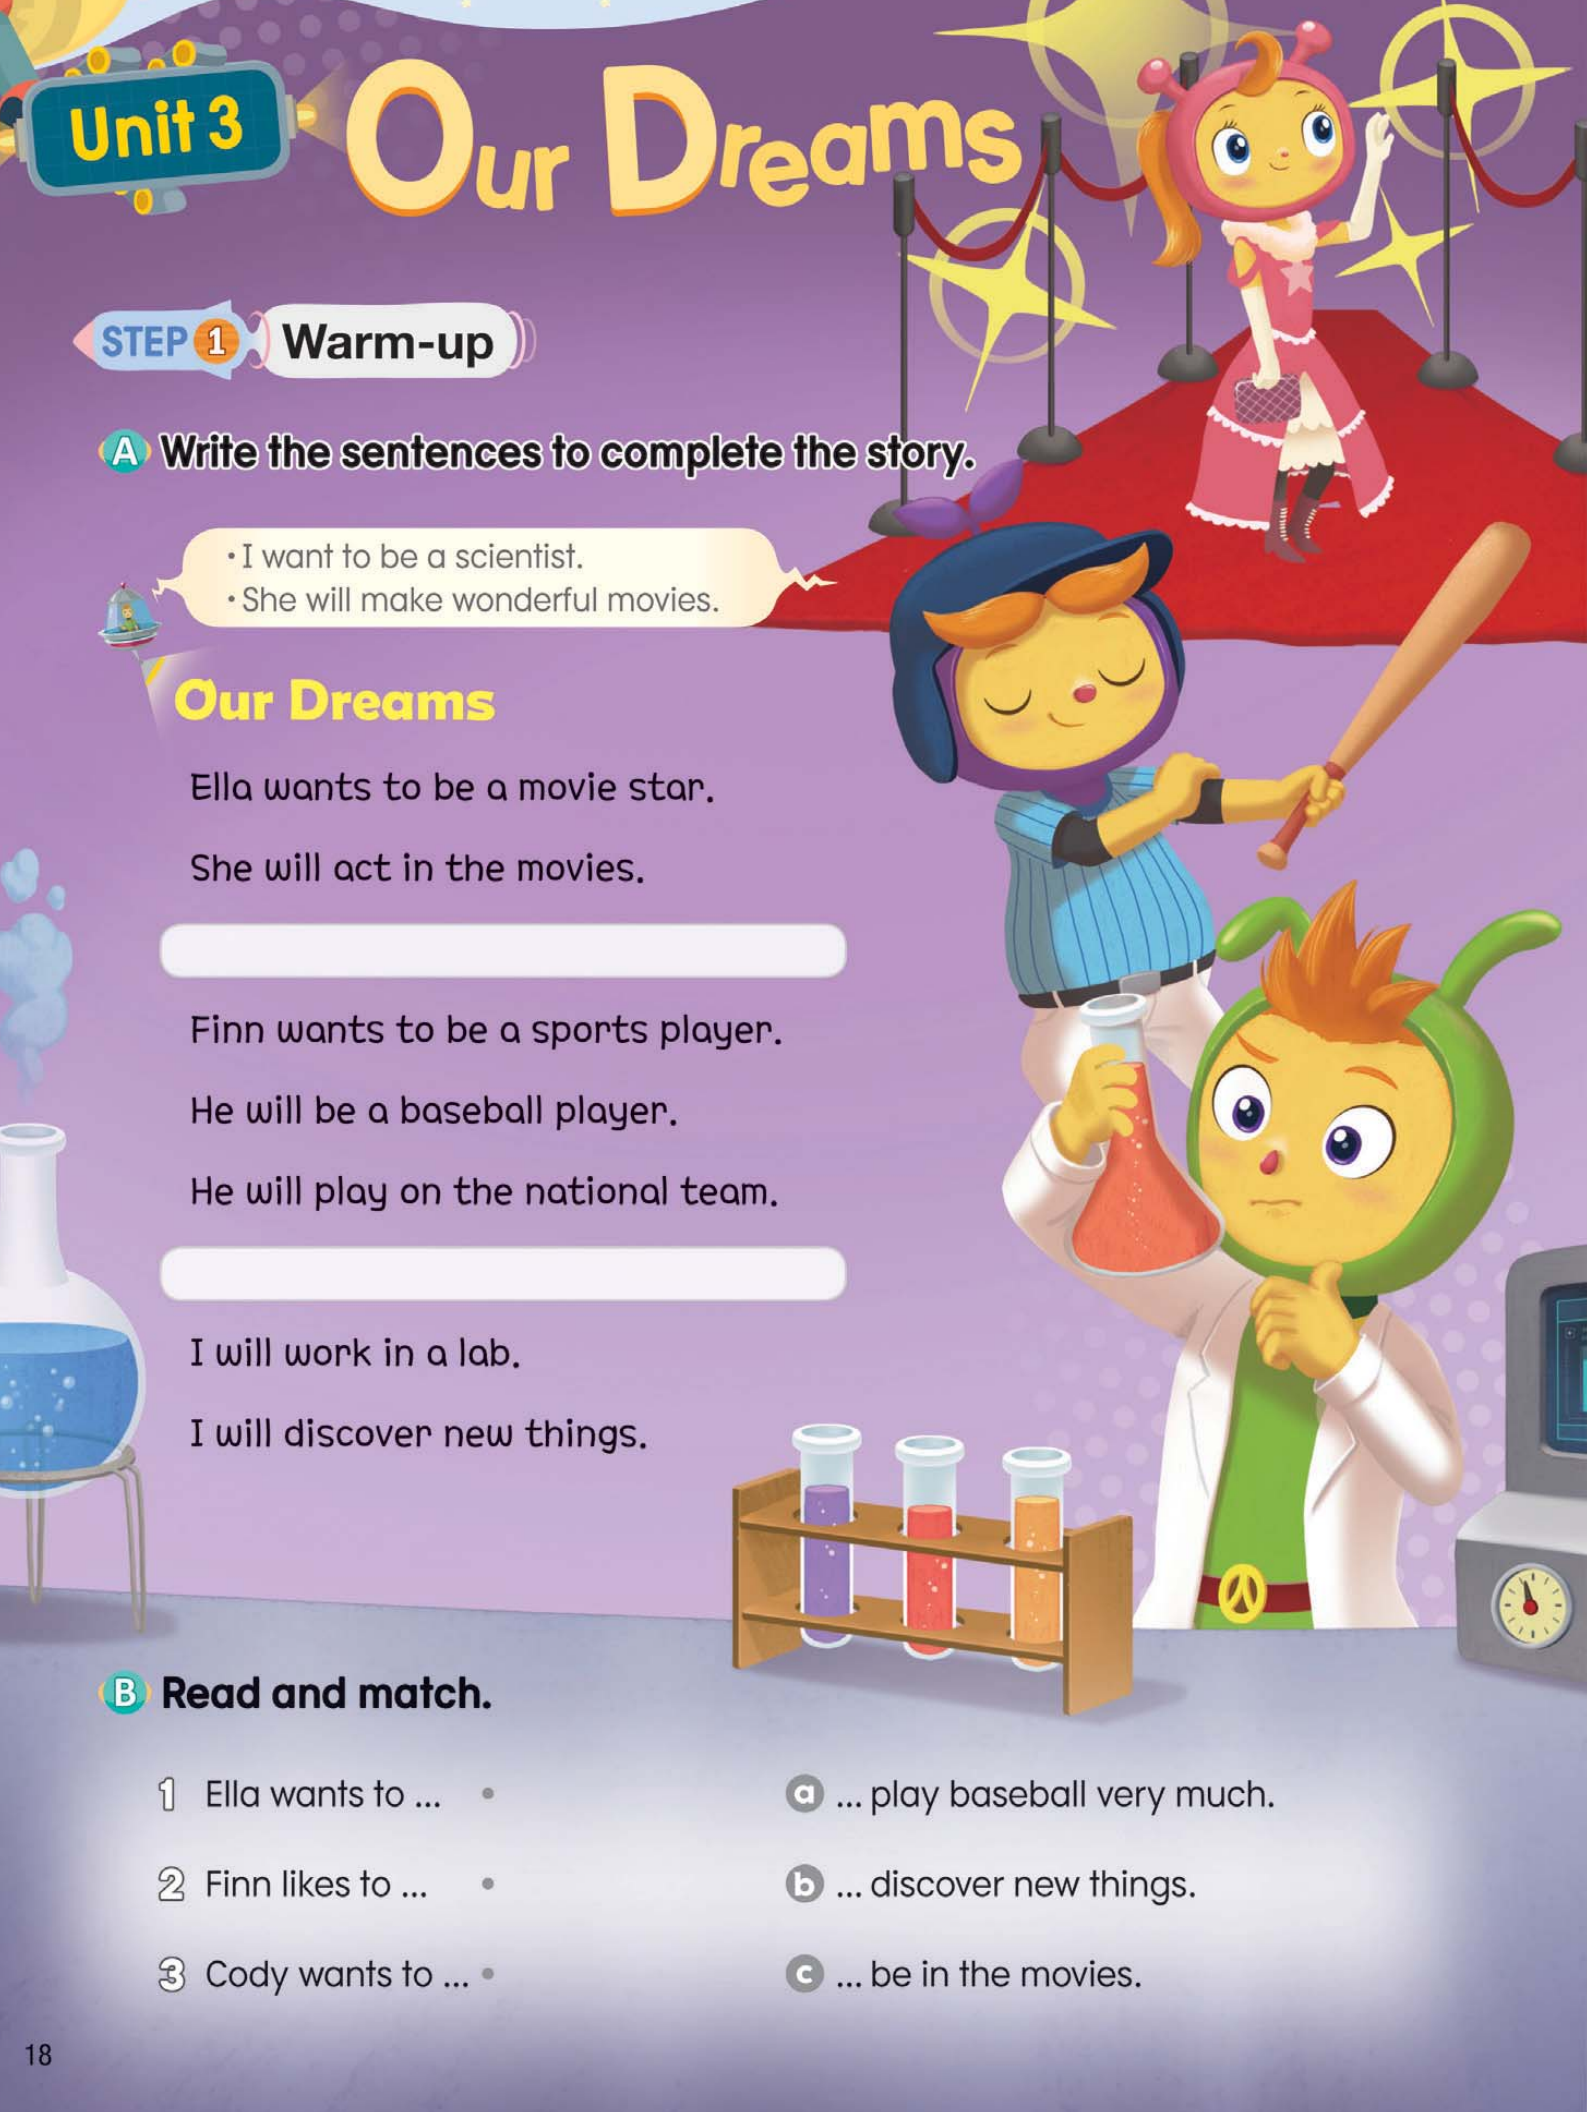 Unit 3
Our Dreams
STEP 1 Warm-up
A Write the sentences to complete the story.
• I want to be a scientist.
• She will make wonderful movies.
Our Dreams
Ella wants to be a movie star.
She will act in the movies.
Finn wants to be a sports player.
He will be a baseball player.
He will play on the national team.
I will work in a lab.
I will discover new things.
B Read and match.
1 Ella wants to ... •
a ... play baseball very much.
2 Finn likes to ... •
b ... discover new things.
3 Cody wants to ... •
c ... be in the movies.
18